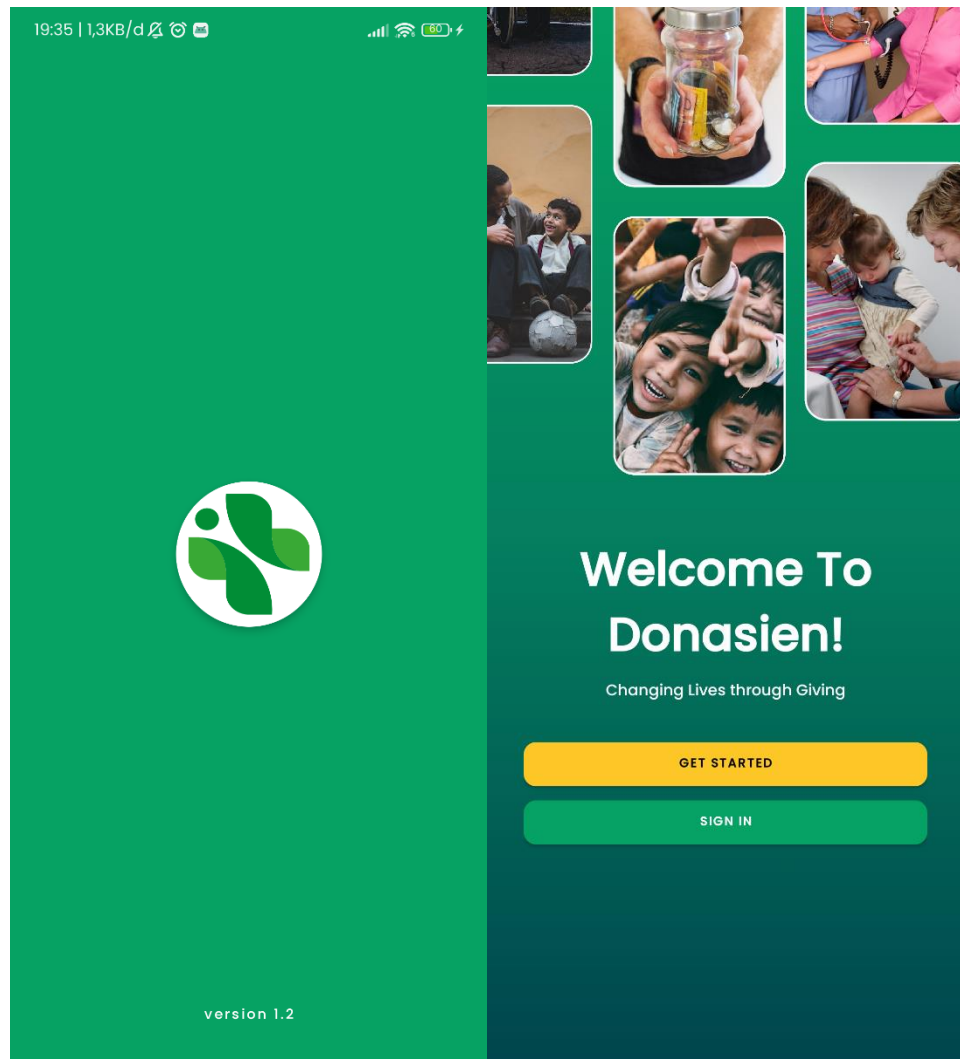 19:35 | 1,3KB/d
60
version 1.2
Welcome To
Donasien!
Changing Lives through Giving
GET STARTED
SIGN IN